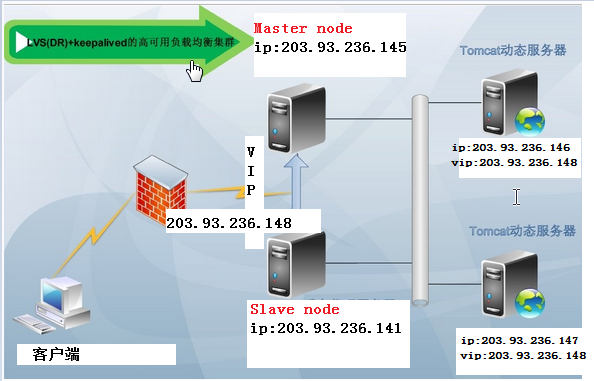 LVS(DR)+keepalived的高可用负载均衡集群
Master node
ip:203.93.236.145
Tomcat动态服务器
ip:203.93.236.146
vip:203.93.236.148
VIP
203.93.236.148
Tomcat动态服务器
Slave node
ip:203.93.236.141
ip:203.93.236.147
vip:203.93.236.148
客户端